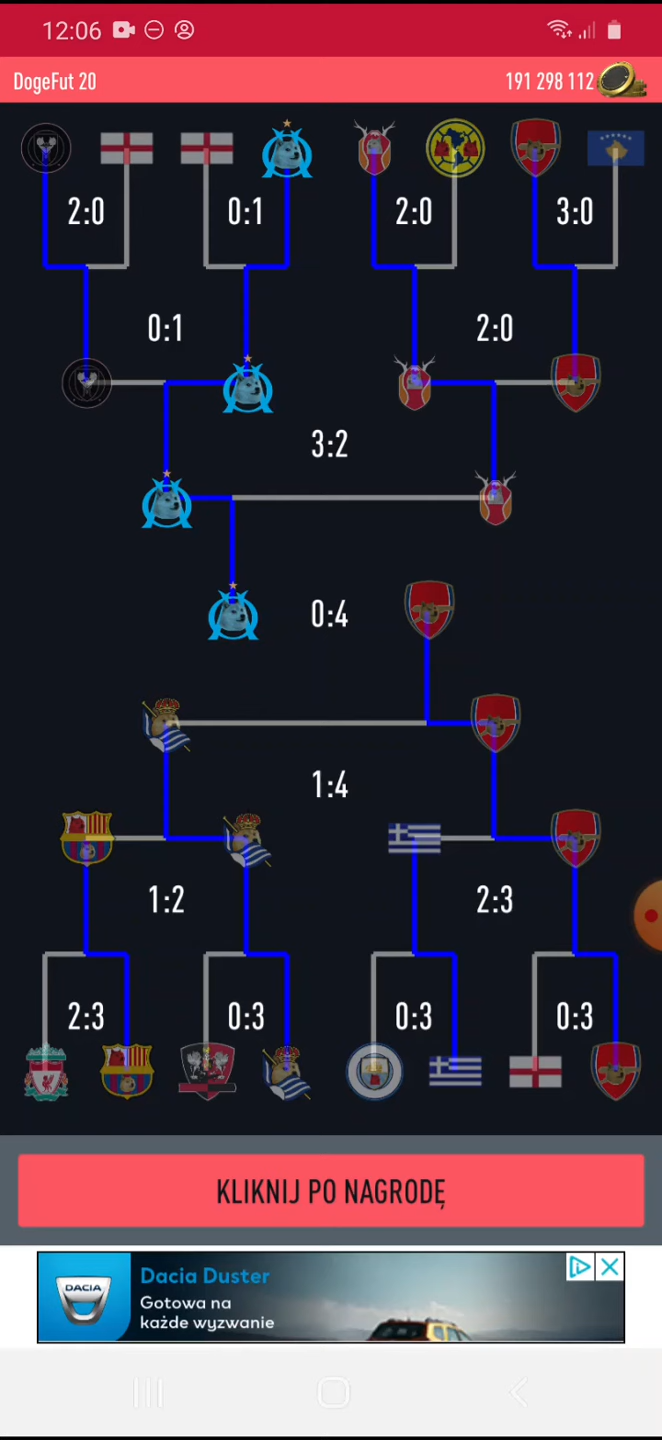 12:06
DogeFut 20
191 298 112
2:0
0:1
2:0
3:0
0:1
2:0
3:2
0:4
1:4
1:2
2:3
2:3
0:3
0:3
0:3
KLIKNIJ PO NAGRODĘ
DACIA
Dacia Duster
Gotowa na
każde wyzwanie